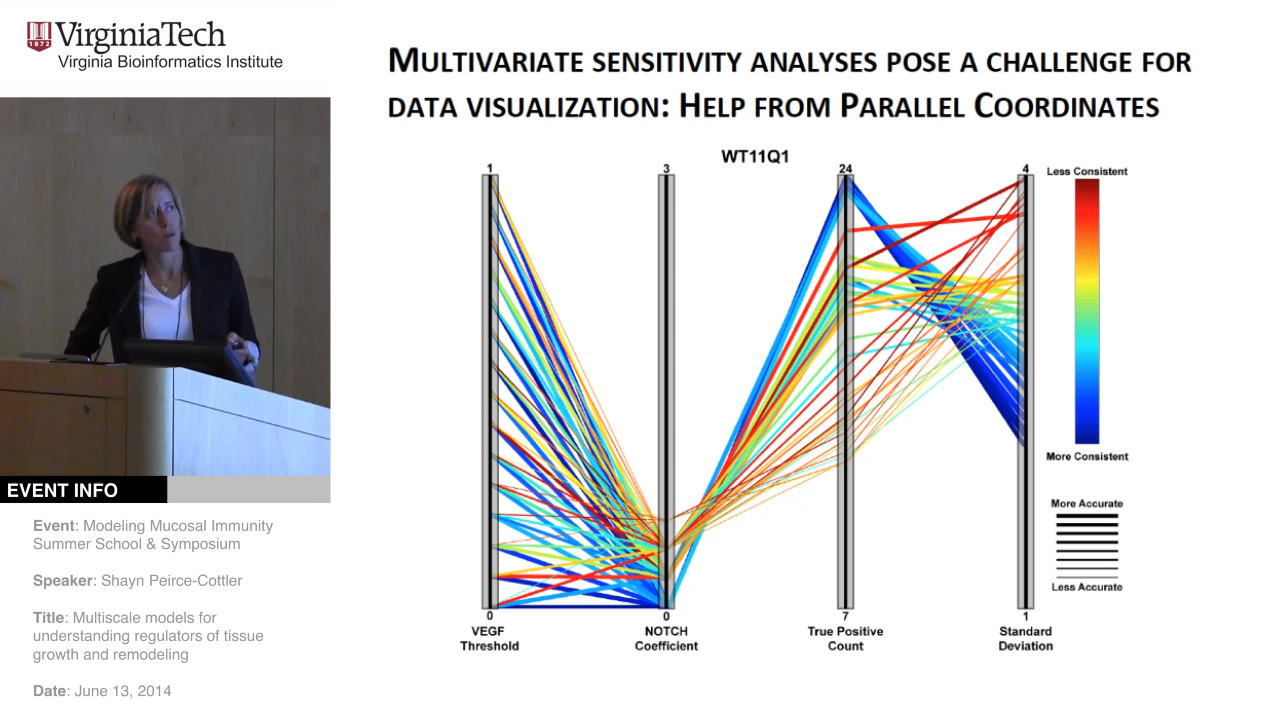 VirginiaTech
1872
Virginia Bioinformatics Institute
MULTIVARIATE SENSITIVITY ANALYSES POSE A CHALLENGE FOR
DATA VISUALIZATION: HELP FROM PARALLEL COORDINATES
WT11Q1
1
3
24
4
0
0
7
1
VEGF
Threshold
NOTCH
Coefficient
True Positive
Count
Standard
Deviation
Less Consistent
More Consistent
More Accurate
Less Accurate
EVENT INFO
Event: Modeling Mucosal Immunity
Summer School & Symposium
Speaker: Shayn Peirce-Cottler
Title: Multiscale models for
understanding regulators of tissue
growth and remodeling
Date: June 13, 2014